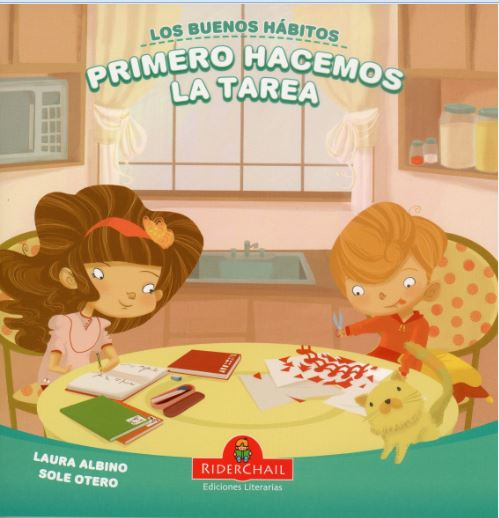 LOS BUENOS HÁBITOS
PRIMERO HACEMOS
LA TAREA
LAURA ALBINO
SOLE OTERO
RIDERCHAIL
Ediciones Literarias